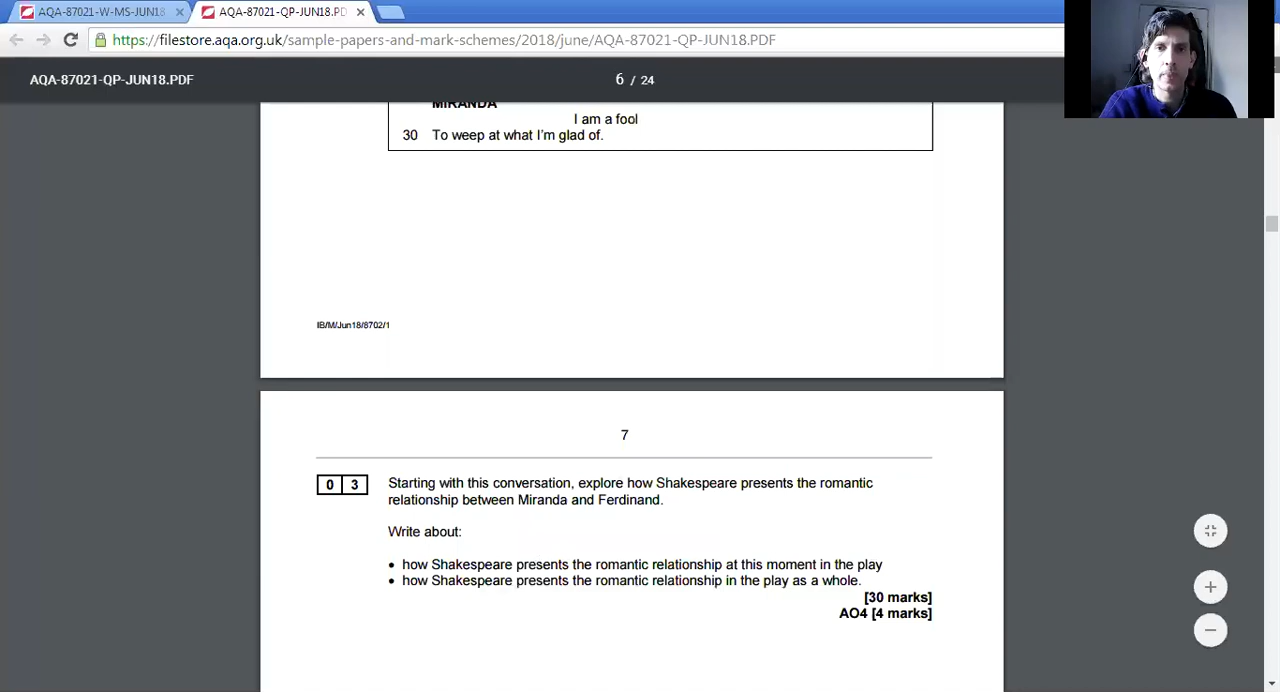 AQA-87021-W-MS-JUN18
AQA-87021-QP-JUN18.PD
https://filestore.aqa.org.uk/sample-papers-and-mark-schemes/2018/june/AQA-87021-QP-JUN18.PDF
AQA-87021-QP-JUN18.PDF
6 / 24
MIRANDA
I am a fool
30 To weep at what I'm glad of.
IB/M/Jun18/8702/1
7
0 3 Starting with this conversation, explore how Shakespeare presents the romantic
relationship between Miranda and Ferdinand.
Write about:
• how Shakespeare presents the romantic relationship at this moment in the play
• how Shakespeare presents the romantic relationship in the play as a whole.
[30 marks]
AO4 [4 marks]